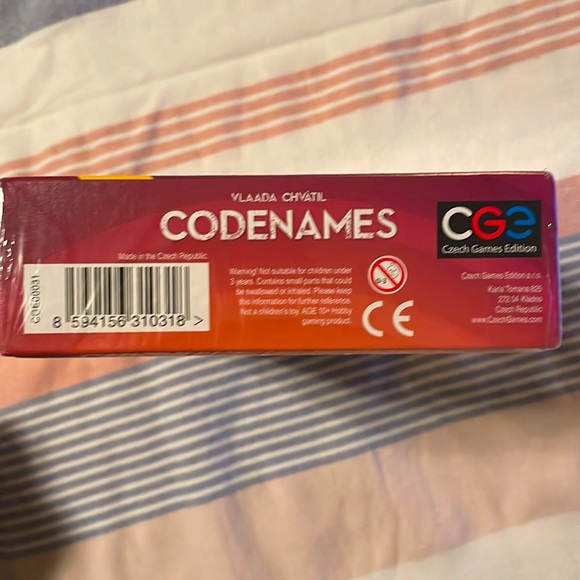 VLAADA CHVÁTIL
CODENAMES
CGE
Czech Games Edition
Made in the Czech Republic
Warning! Not suitable for children under
3 years. Contains small parts that could
be swallowed or inhaled. Please keep
this information for further reference.
Not a children's toy. AGE 10+ Hobby
gaming product.
0-3
CE
Czech Games Edition s.r.o.
Karla Tomana 825
272 04 Kladno
Czech Republic
www.CzechGames.com
CGE00031
8 594156 310318 >